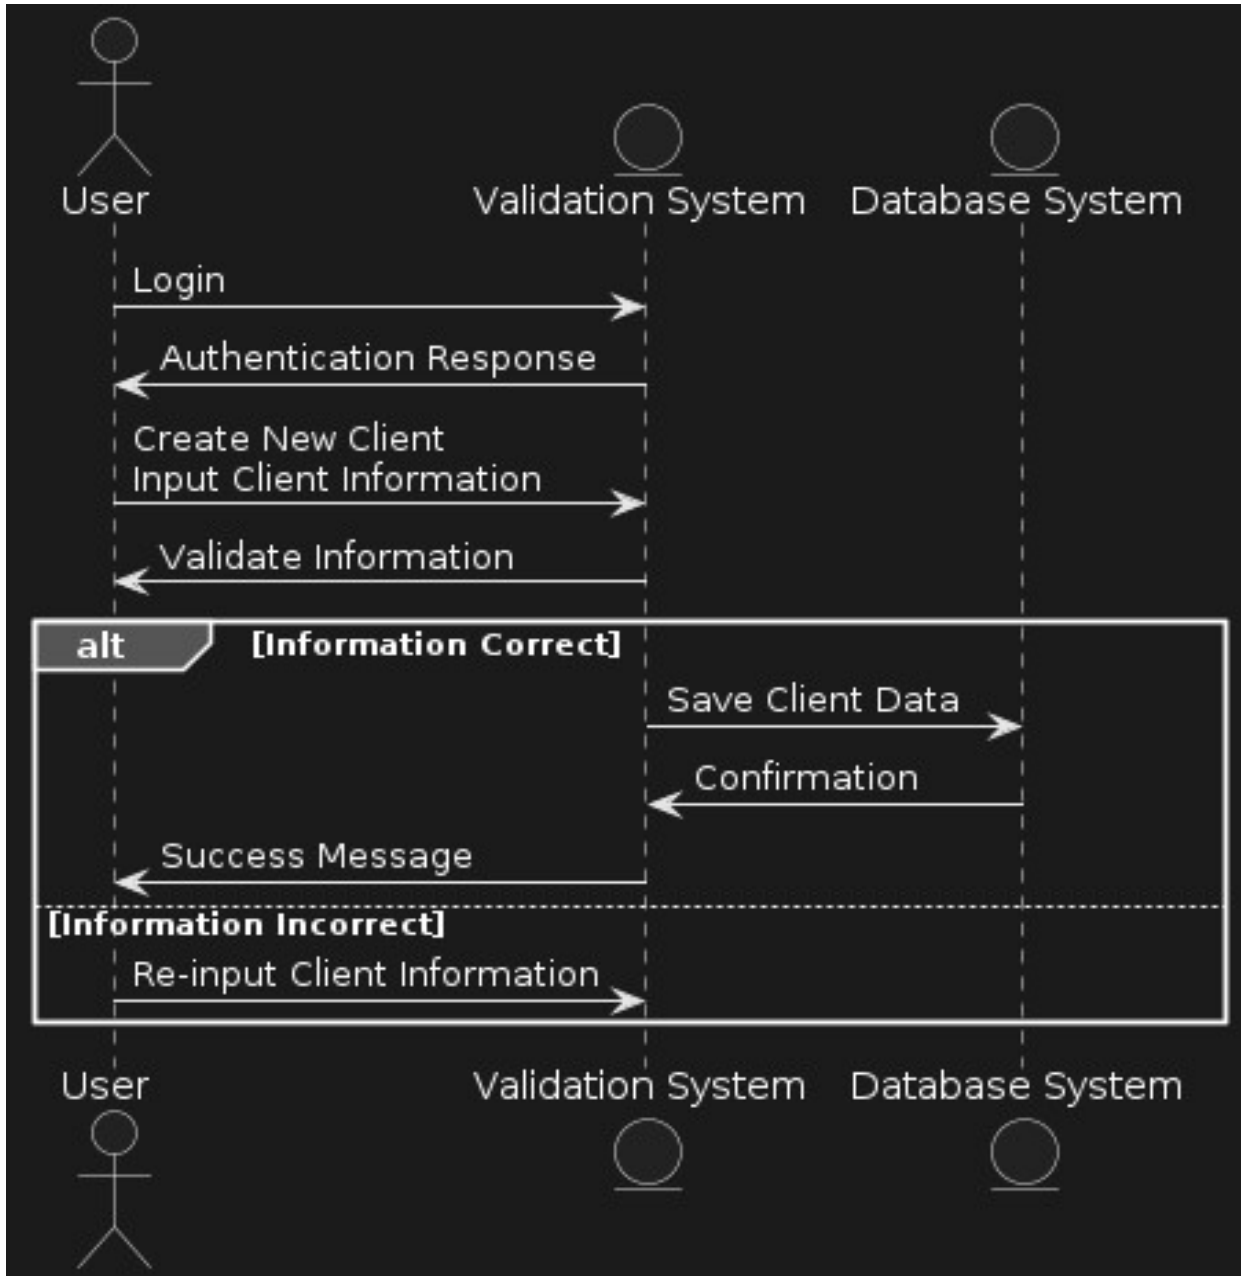 User
Validation System
Database System
Login
Authentication Response
Create New Client
Input Client Information
Validate Information
alt
[Information Correct]
Save Client Data
Confirmation
Success Message
[Information Incorrect]
Re-input Client Information
User
Validation System
Database System